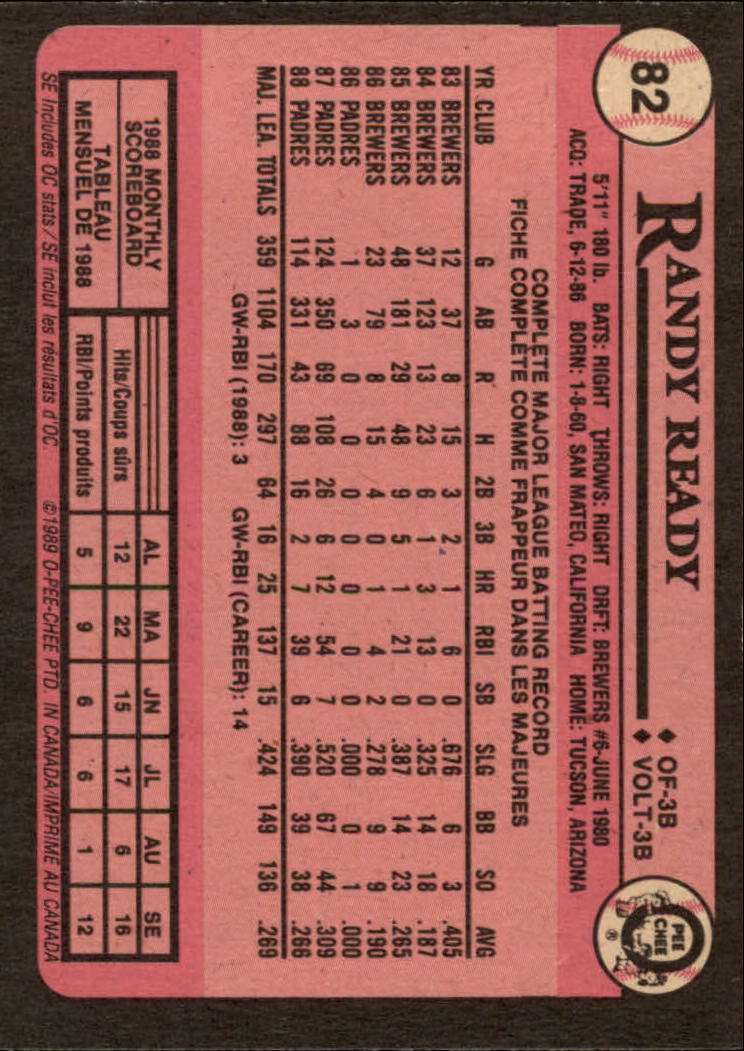 82
RANDY READY
◆ OF-3B
◆ VOLT-3B
O PEE CHEE ®
5'11" 180 lb. BATS: RIGHT THROWS: RIGHT DRFT: BREWERS #6-JUNE 1980
ACQ: TRADE, 6-12-86 BORN: 1-8-60, SAN MATEO, CALIFORNIA HOME: TUCSON, ARIZONA
COMPLETE MAJOR LEAGUE BATTING RECORD
FICHE COMPLÈTE COMME FRAPPEUR DANS LES MAJEURES
YR CLUB G AB R H 2B 3B HR RBI SB SLG BB SO AVG
83 BREWERS 12 37 8 15 3 2 1 6 0 .676 6 3 .405
84 BREWERS 37 123 13 23 6 1 3 13 0 .325 14 18 .187
85 BREWERS 48 181 29 48 9 5 1 21 0 .387 14 23 .265
86 BREWERS 23 79 8 15 4 0 1 4 2 .278 9 9 .190
86 PADRES 1 3 0 0 0 0 0 0 0 .000 0 1 .000
87 PADRES 124 350 69 108 26 6 12 54 7 .520 67 44 .309
88 PADRES 114 331 43 88 16 2 7 39 6 .390 39 38 .266
MAJ. LEA. TOTALS 359 1104 170 297 64 16 25 137 15 .424 149 136 .269
GW-RBI (1988): 3 GW-RBI (CAREER): 14
1988 MONTHLY
SCOREBOARD
TABLEAU
MENSUEL DE 1988
AL MA JN JL AU SE
Hits/Coups sûrs 12 22 15 17 6 16
RBI/Points produits 5 9 6 6 1 12
SE Includes OC stats / SE inclut les résultats d'OC. ©1989 O-PEE-CHEE PTD. IN CANADA/IMPRIMÉ AU CANADA